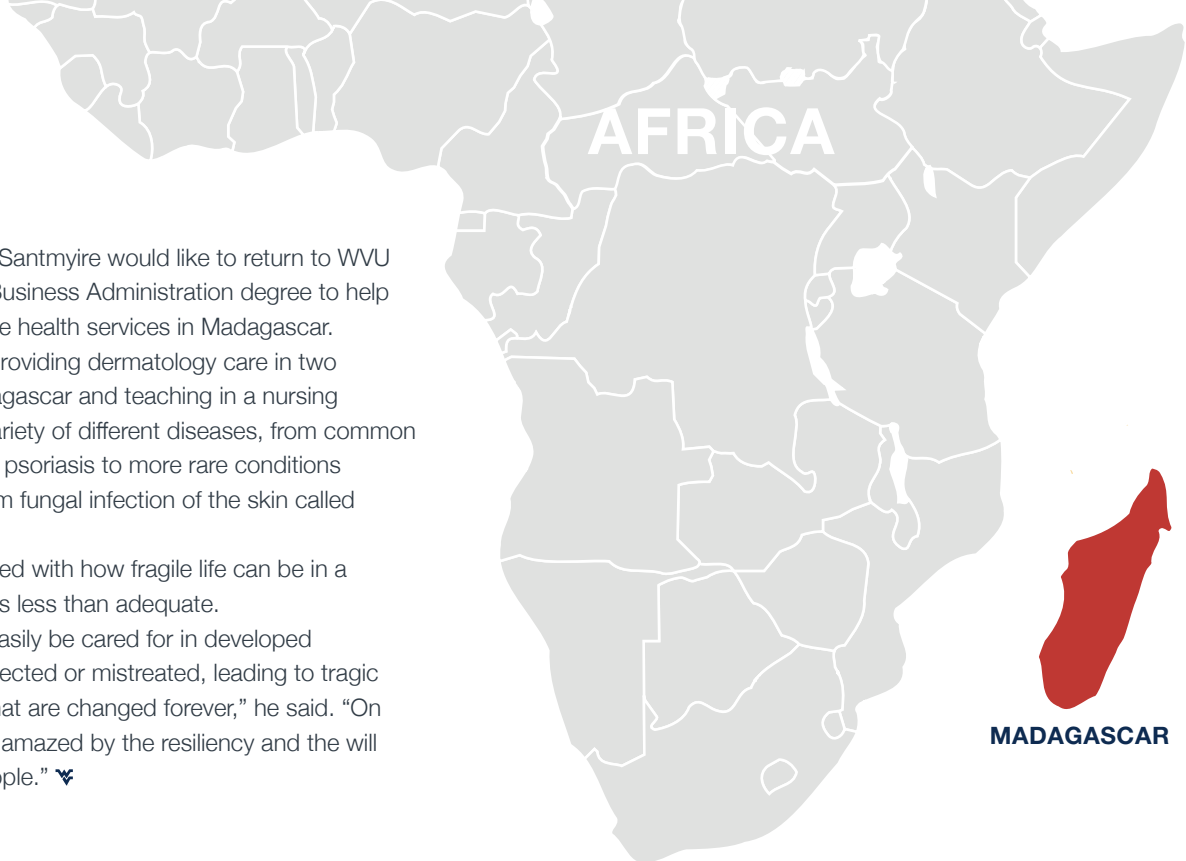 AFRICA
Santmyire would like to return to WVU
Business Administration degree to help
e health services in Madagascar.
roviding dermatology care in two
agascar and teaching in a nursing
ariety of different diseases, from common
psoriasis to more rare conditions
m fungal infection of the skin called
ed with how fragile life can be in a
s less than adequate.
asily be cared for in developed
ected or mistreated, leading to tragic
hat are changed forever,” he said. “On
amazed by the resiliency and the will
ople.”
MADAGASCAR